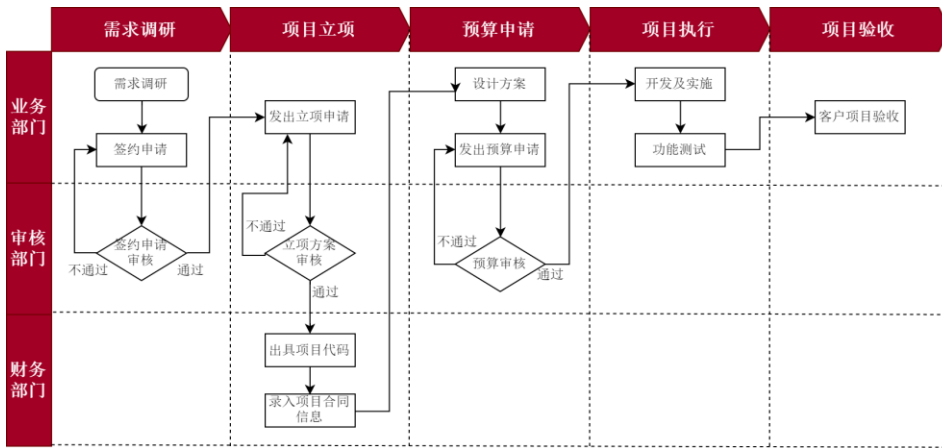 需求调研
项目立项
预算申请
项目执行
项目验收
业务
部门
需求调研
签约申请
发出立项申请
设计方案
发出预算申请
开发及实施
功能测试
客户项目验收
审核
部门
签约申请
审核
不通过
通过
不通过
立项方案
审核
通过
不通过
预算审核
通过
财务
部门
出具项目代码
录入项目合同
信息